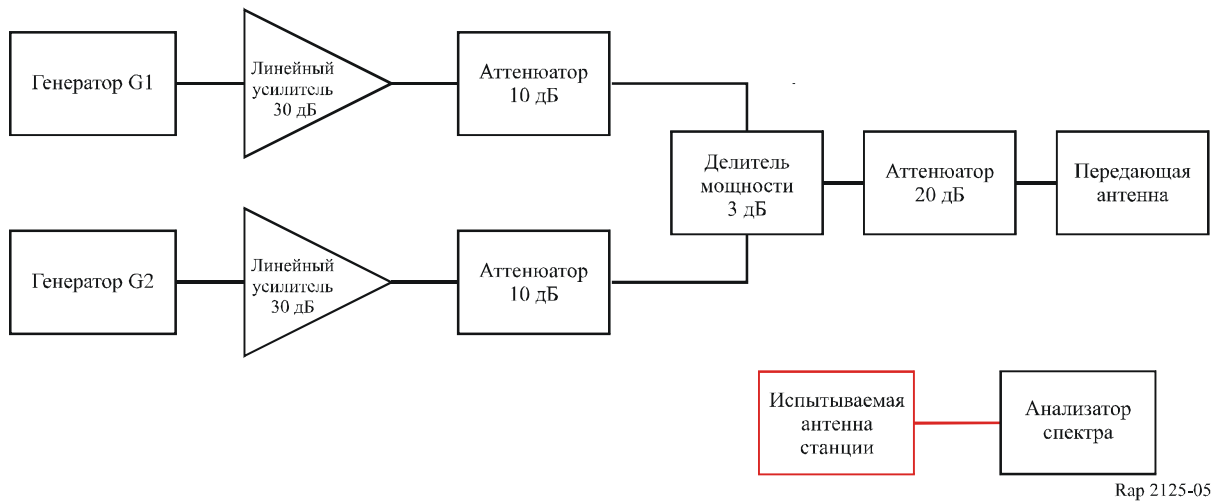 Генератор G1
Линейный
усилитель
30 дБ
Аттенюатор
10 дБ
Делитель
мощности
3 дБ
Аттенюатор
20 дБ
Передающая
антенна
Генератор G2
Линейный
усилитель
30 дБ
Аттенюатор
10 дБ
Испытываемая
антенна
станции
Анализатор
спектра
Rap 2125-05